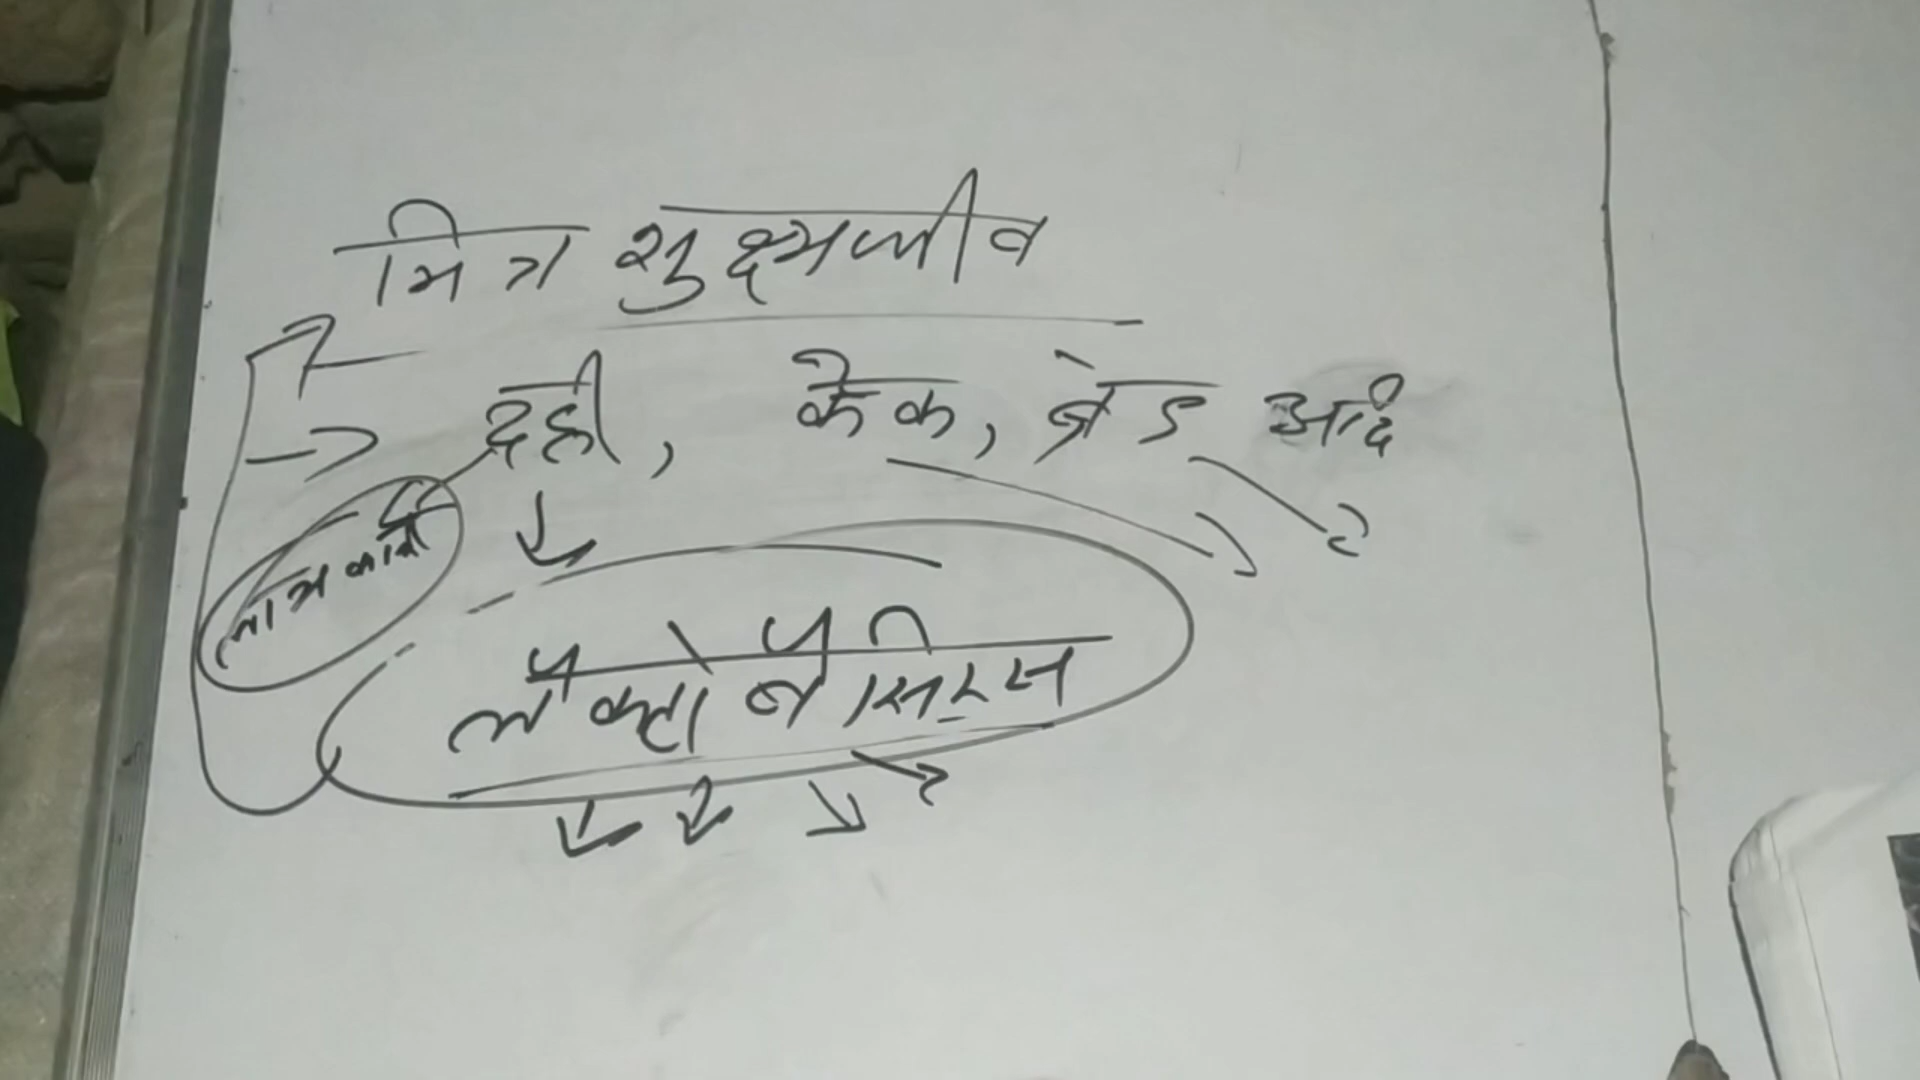 मित्र सुक्ष्मजीव
दही, केक, ब्रेड आदि
लाभकारी
लैक्टोबैसिलस